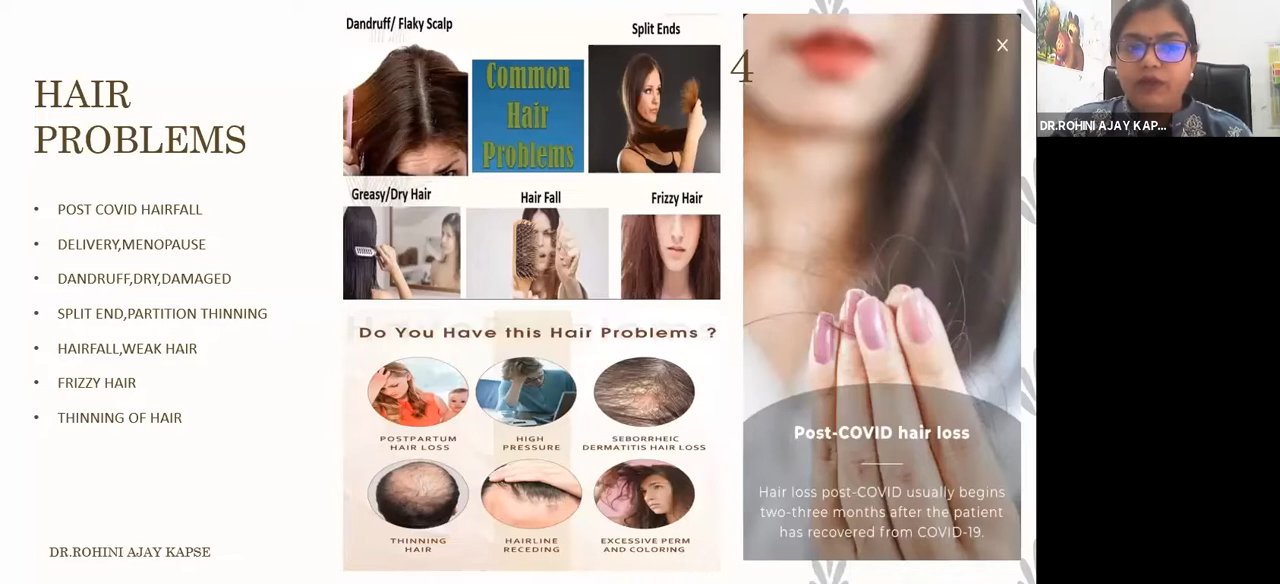 HAIR
PROBLEMS
• POST COVID HAIRFALL
• DELIVERY,MENOPAUSE
• DANDRUFF,DRY,DAMAGED
• SPLIT END,PARTITION THINNING
• HAIRFALL,WEAK HAIR
• FRIZZY HAIR
• THINNING OF HAIR
DR.ROHINI AJAY KAPSE
Dandruff/ Flaky Scalp
Common
Hair
Problems
Split Ends
Greasy/Dry Hair
Hair Fall
Frizzy Hair
Do You Have this Hair Problems ?
POSTPARTUM
HAIR LOSS
HIGH
PRESSURE
SEBORRHEIC
DERMATITIS HAIR LOSS
THINNING
HAIR
HAIRLINE
RECEDING
EXCESSIVE PERM
AND COLORING
4
Post-COVID hair loss
Hair loss post-COVID usually begins
two-three months after the patient
has recovered from COVID-19.
DR.ROHINI AJAY KAP...